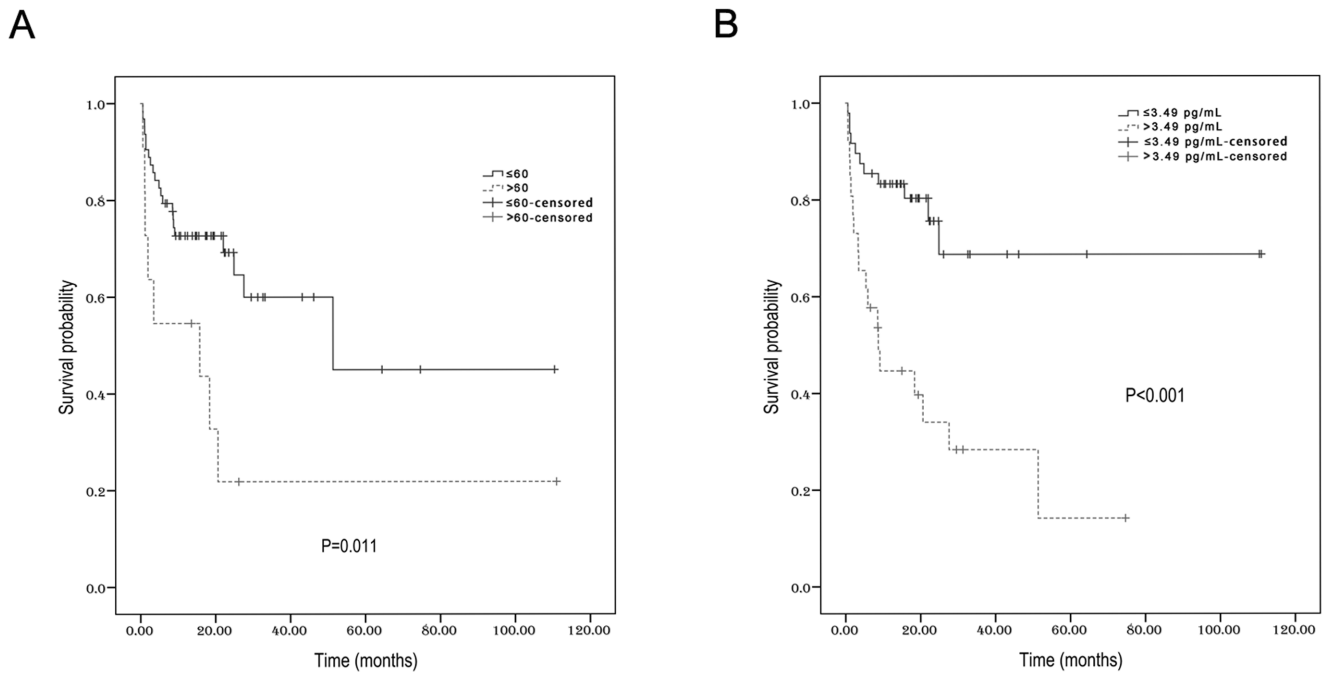 A
1.0
0.8
0.6
0.4
0.2
0.0
Survival probability
≤60
>60
≤60-censored
>60-censored
P=0.011
0.00 20.00 40.00 60.00 80.00 100.00 120.00
Time (months)
B
1.0
0.8
0.6
0.4
0.2
0.0
Survival probability
≤3.49 pg/mL
>3.49 pg/mL
≤3.49 pg/mL-censored
>3.49 pg/mL-censored
P<0.001
0.00 20.00 40.00 60.00 80.00 100.00 120.00
Time (months)